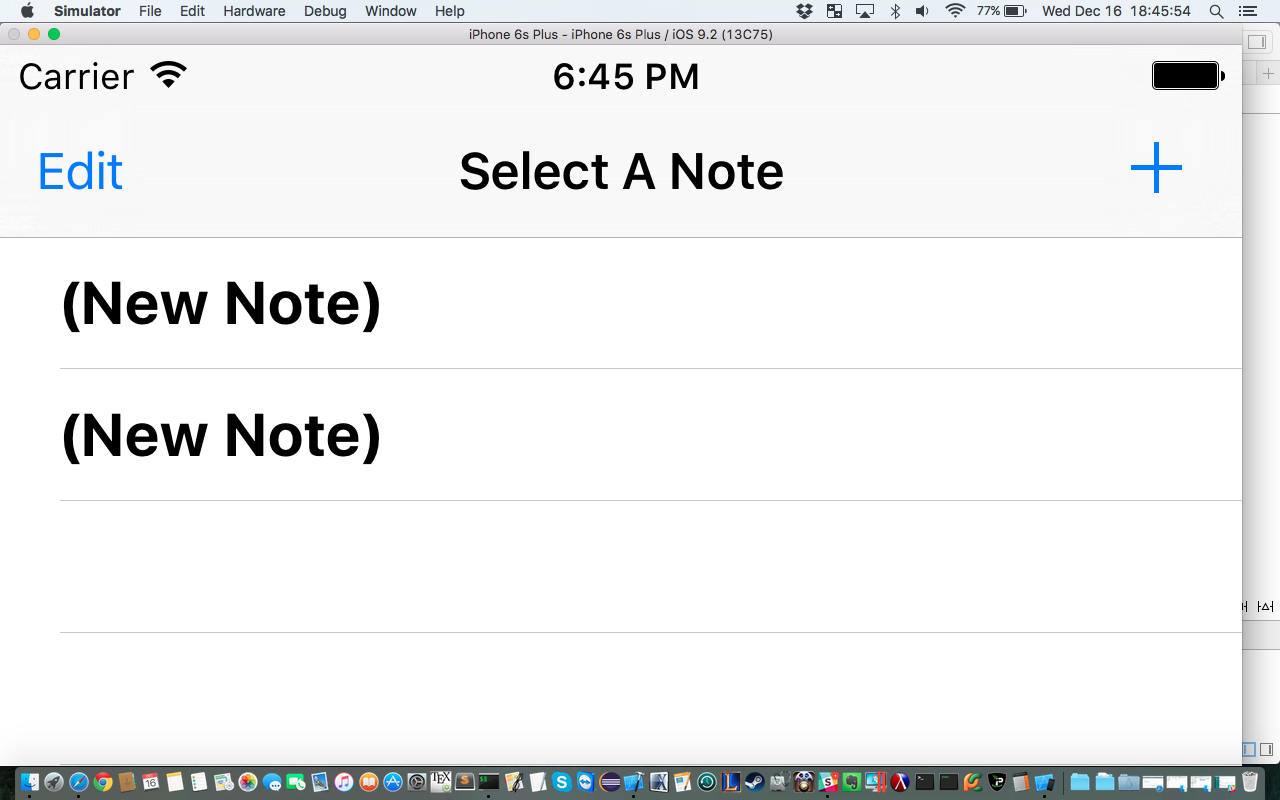 Simulator File Edit Hardware Debug Window Help 77% Wed Dec 16 18:45:54
iPhone 6s Plus - iPhone 6s Plus / iOS 9.2 (13C75)
Carrier 6:45 PM
Edit Select A Note +
(New Note)
(New Note)